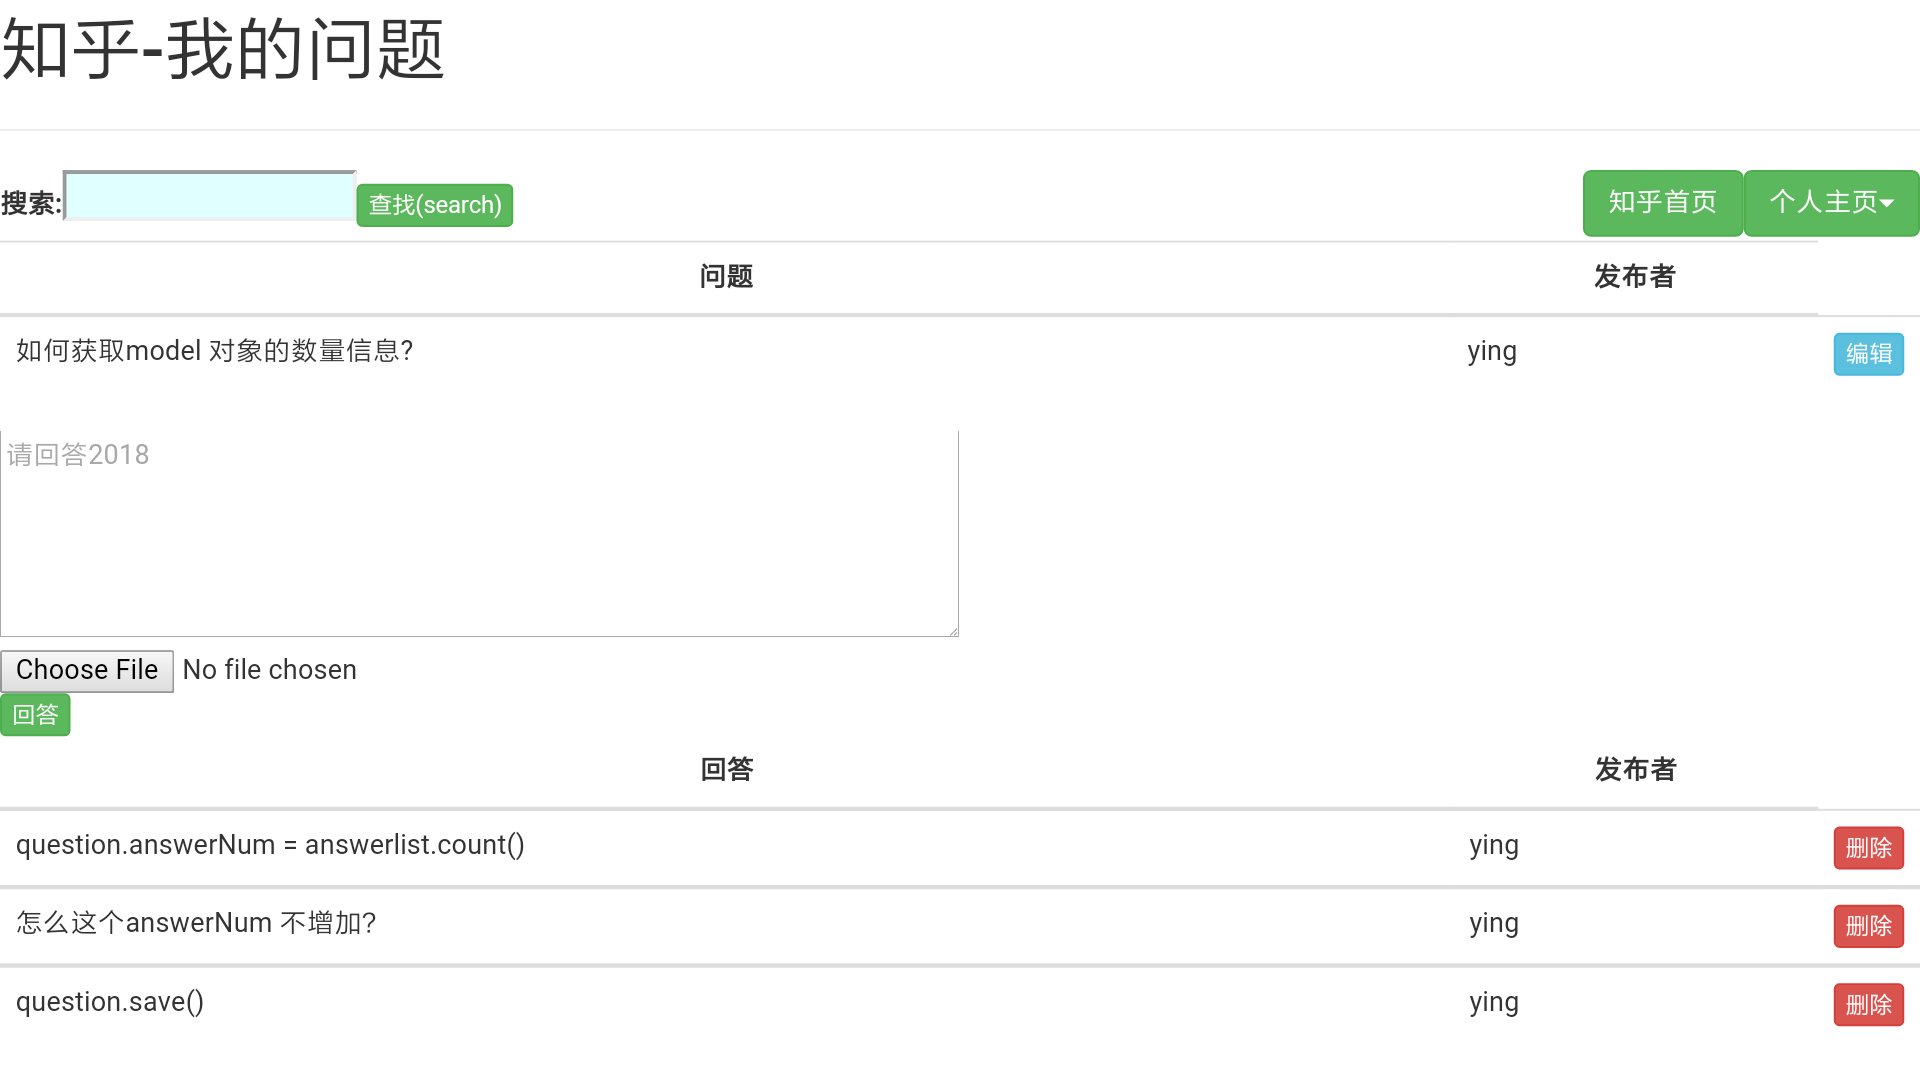 知乎-我的问题
搜索: 查找(search) 知乎首页 个人主页
问题 发布者
如何获取model 对象的数量信息? ying 编辑
请回答2018
Choose File No file chosen
回答
回答 发布者
question.answerNum = answerlist.count() ying 删除
怎么这个answerNum 不增加? ying 删除
question.save() ying 删除